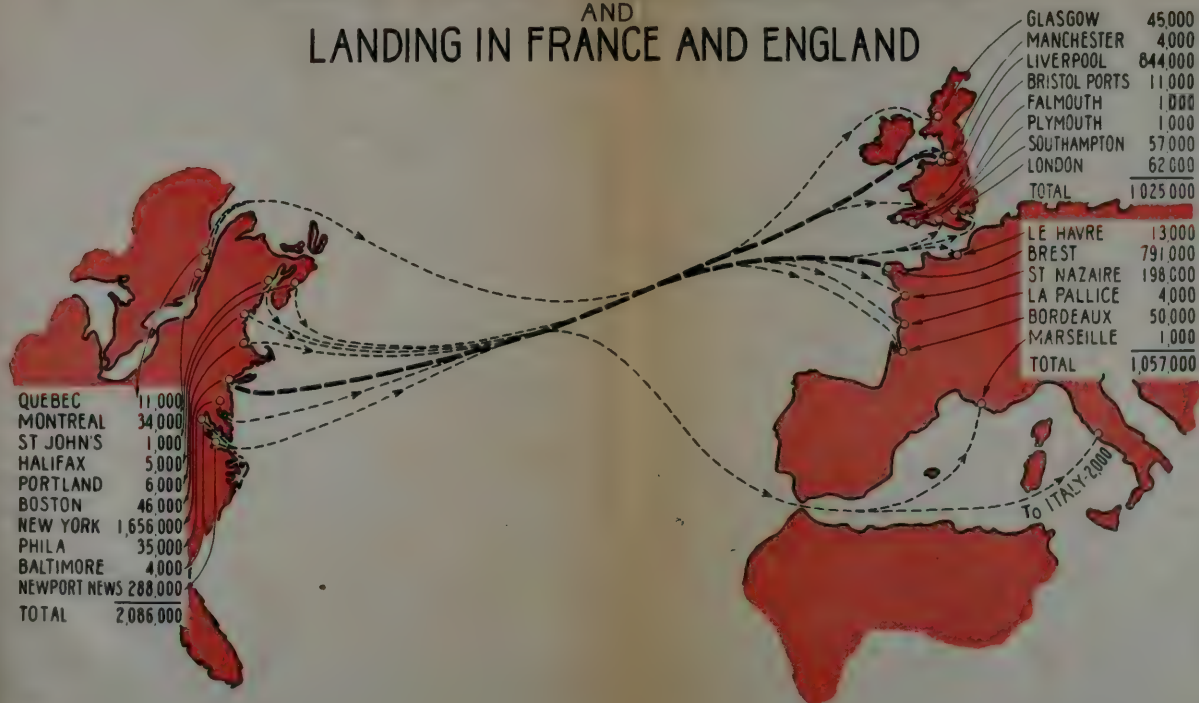 AND
LANDING IN FRANCE AND ENGLAND
GLASGOW 45,000
MANCHESTER 4,000
LIVERPOOL 844,000
BRISTOL PORTS 11,000
FALMOUTH 1,000
PLYMOUTH 1,000
SOUTHAMPTON 57,000
LONDON 62,000
TOTAL 1 025 000
LE HAVRE 13,000
BREST 791,000
ST NAZAIRE 198,000
LA PALLICE 4,000
BORDEAUX 50,000
MARSEILLE 1,000
TOTAL 1,057,000
QUEBEC 11,000
MONTREAL 34,000
ST JOHN'S 1,000
HALIFAX 5,000
PORTLAND 6,000
BOSTON 46,000
NEW YORK 1,656,000
PHILA 35,000
BALTIMORE 4,000
NEWPORT NEWS 288,000
TOTAL 2,086,000
TO ITALY-2,000